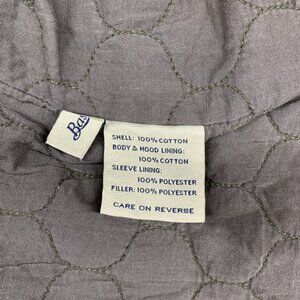 SHELL: 100% COTTON
BODY & HOOD LINING:
100% COTTON
SLEEVE LINING:
100% POLYESTER
FILLER: 100% POLYESTER
CARE ON REVERSE